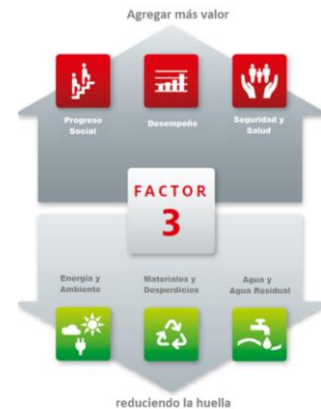 Agregar más valor
Progreso
Social
Desempeño
Seguridad y
Salud
FACTOR
3
Energía y
Ambiente
Materiales y
Desperdicios
Agua y
Agua Residual
reduciendo la huella